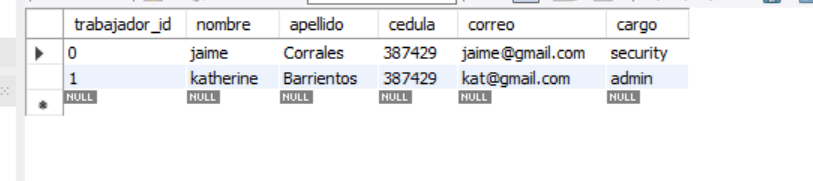 trabajador_id nombre apellido cedula correo cargo
0 jaime Corrales 387429 jaime@gmail.com security
1 katherine Barrientos 387429 kat@gmail.com admin
NULL NULL NULL NULL NULL NULL